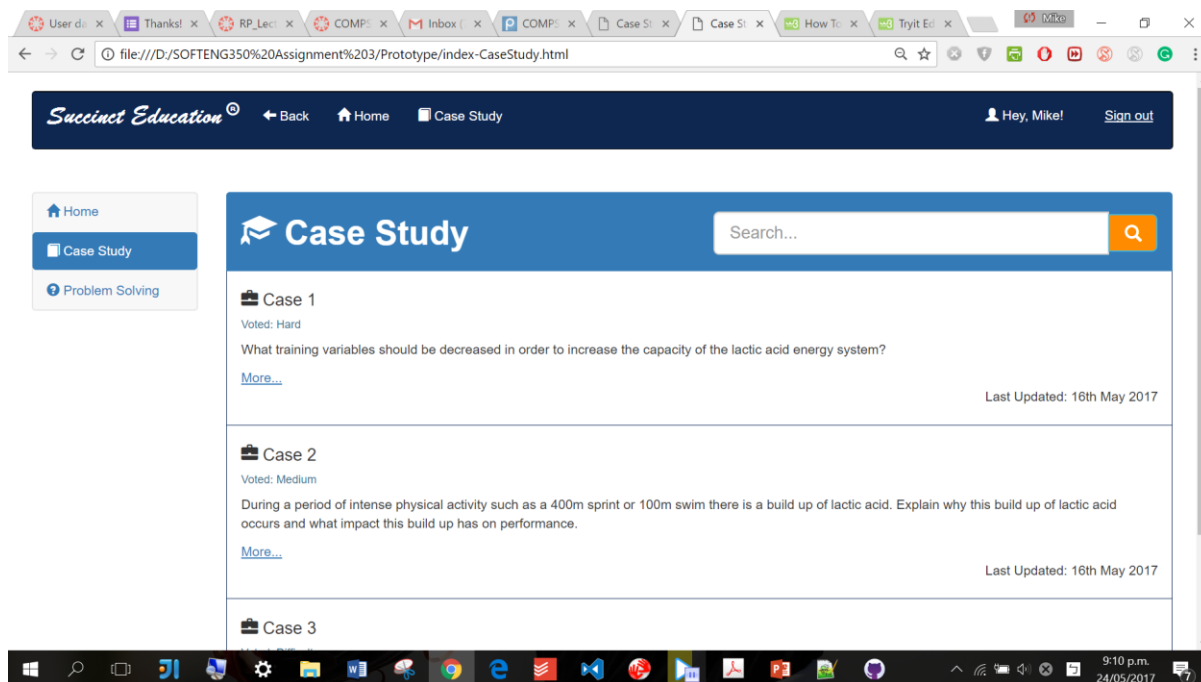 User da
Thanks!
RP_Lect
COMPS
Inbox (
COMPS
Case St
Case St
How To
Tryit Ed
Mike
file:///D:/SOFTENG350%20Assignment%203/Prototype/index-CaseStudy.html
Succinct Education®
Back
Home
Case Study
Hey, Mike!
Sign out
Home
Case Study
Problem Solving
Case Study
Search...
Case 1
Voted: Hard
What training variables should be decreased in order to increase the capacity of the lactic acid energy system?
More...
Last Updated: 16th May 2017
Case 2
Voted: Medium
During a period of intense physical activity such as a 400m sprint or 100m swim there is a build up of lactic acid. Explain why this build up of lactic acid
occurs and what impact this build up has on performance.
More...
Last Updated: 16th May 2017
Case 3
9:10 p.m.
24/05/2017